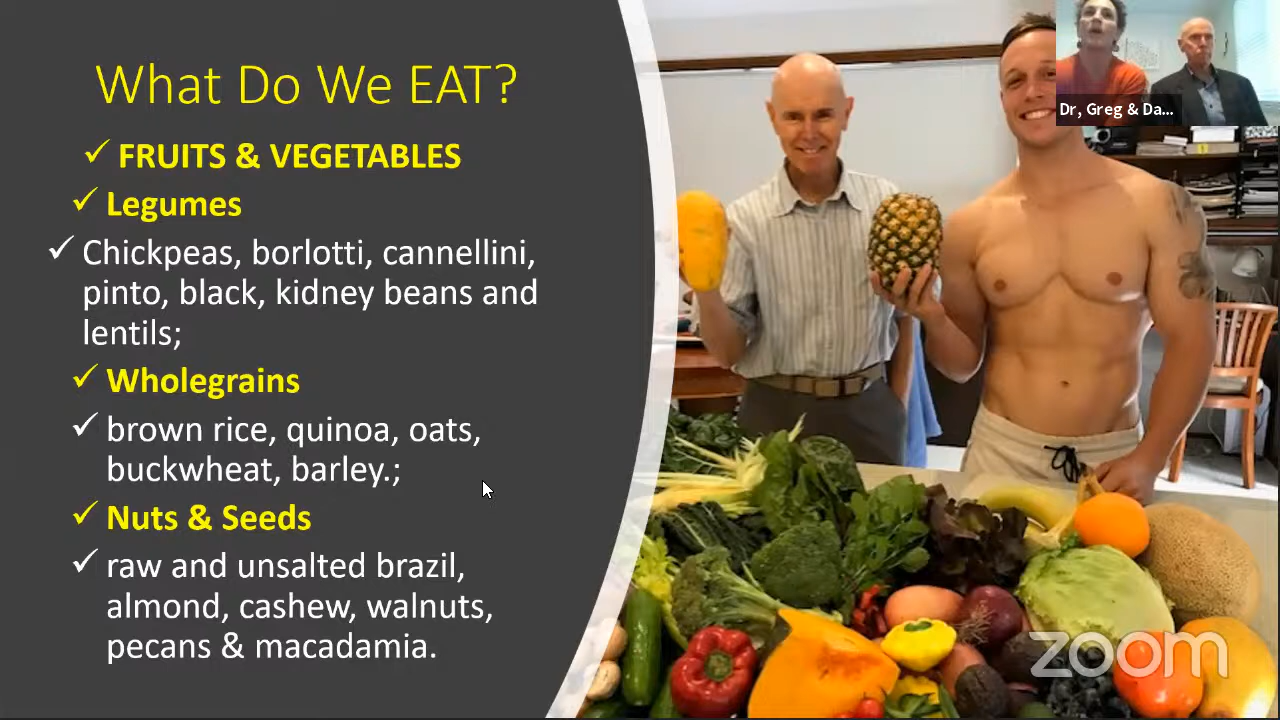 What Do We EAT?
FRUITS & VEGETABLES
Legumes
Chickpeas, borlotti, cannellini,
pinto, black, kidney beans and
lentils;
Wholegrains
brown rice, quinoa, oats,
buckwheat, barley.;
Nuts & Seeds
raw and unsalted brazil,
almond, cashew, walnuts,
pecans & macadamia.
Dr, Greg & Da...
zoom